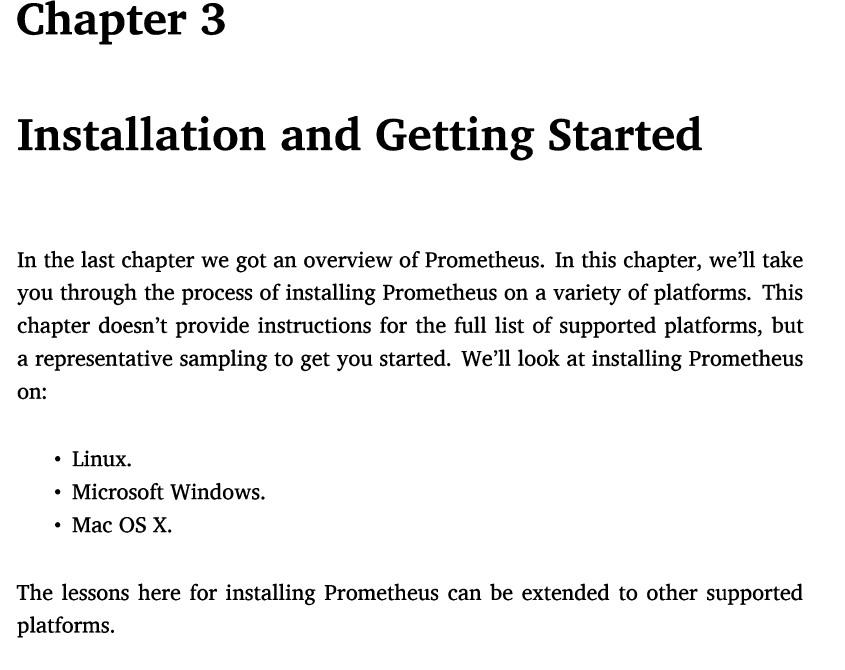 Chapter 3
Installation and Getting Started
In the last chapter we got an overview of Prometheus. In this chapter, we’ll take
you through the process of installing Prometheus on a variety of platforms. This
chapter doesn’t provide instructions for the full list of supported platforms, but
a representative sampling to get you started. We’ll look at installing Prometheus
on:
• Linux.
• Microsoft Windows.
• Mac OS X.
The lessons here for installing Prometheus can be extended to other supported
platforms.